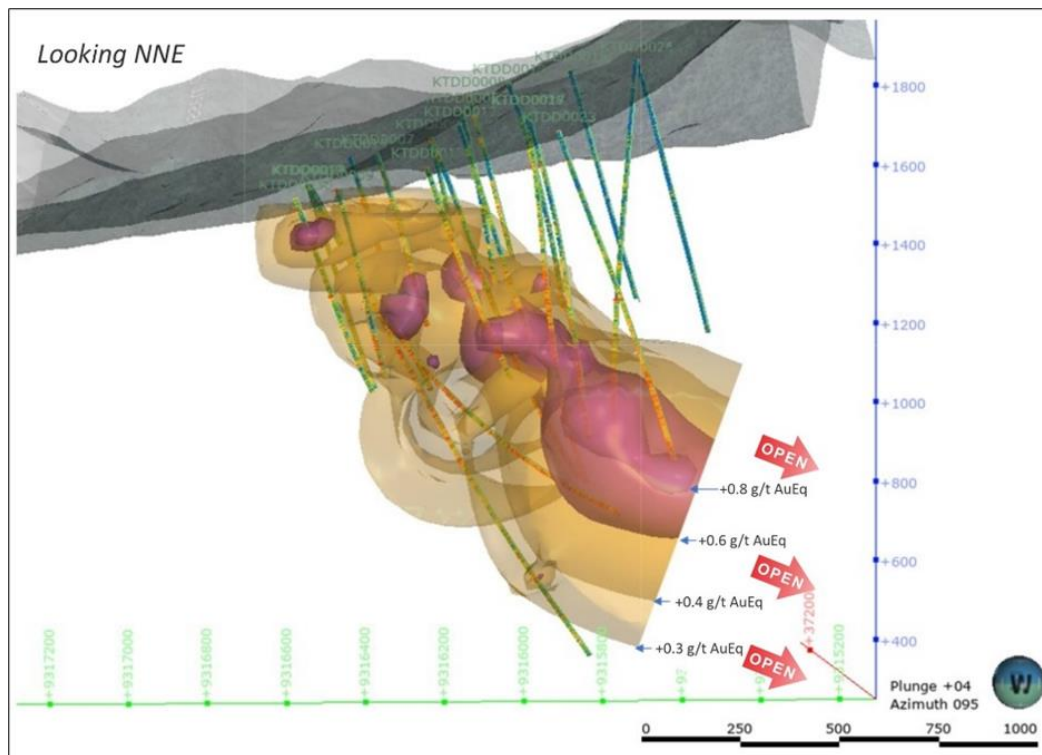 Looking NNE
+1800
+1600
+1400
+1200
+1000
+800
+600
+400
KTDD0023
OPEN
+0.8 g/t AuEq
+0.6 g/t AuEq
OPEN
+0.4 g/t AuEq
+0.3 g/t AuEq
OPEN
+9317200
+9317000
+9316800
+9316600
+9316400
+9316200
+9316000
+9315800
+37200
Plunge +04
Azimuth 095
0 250 500 750 1000